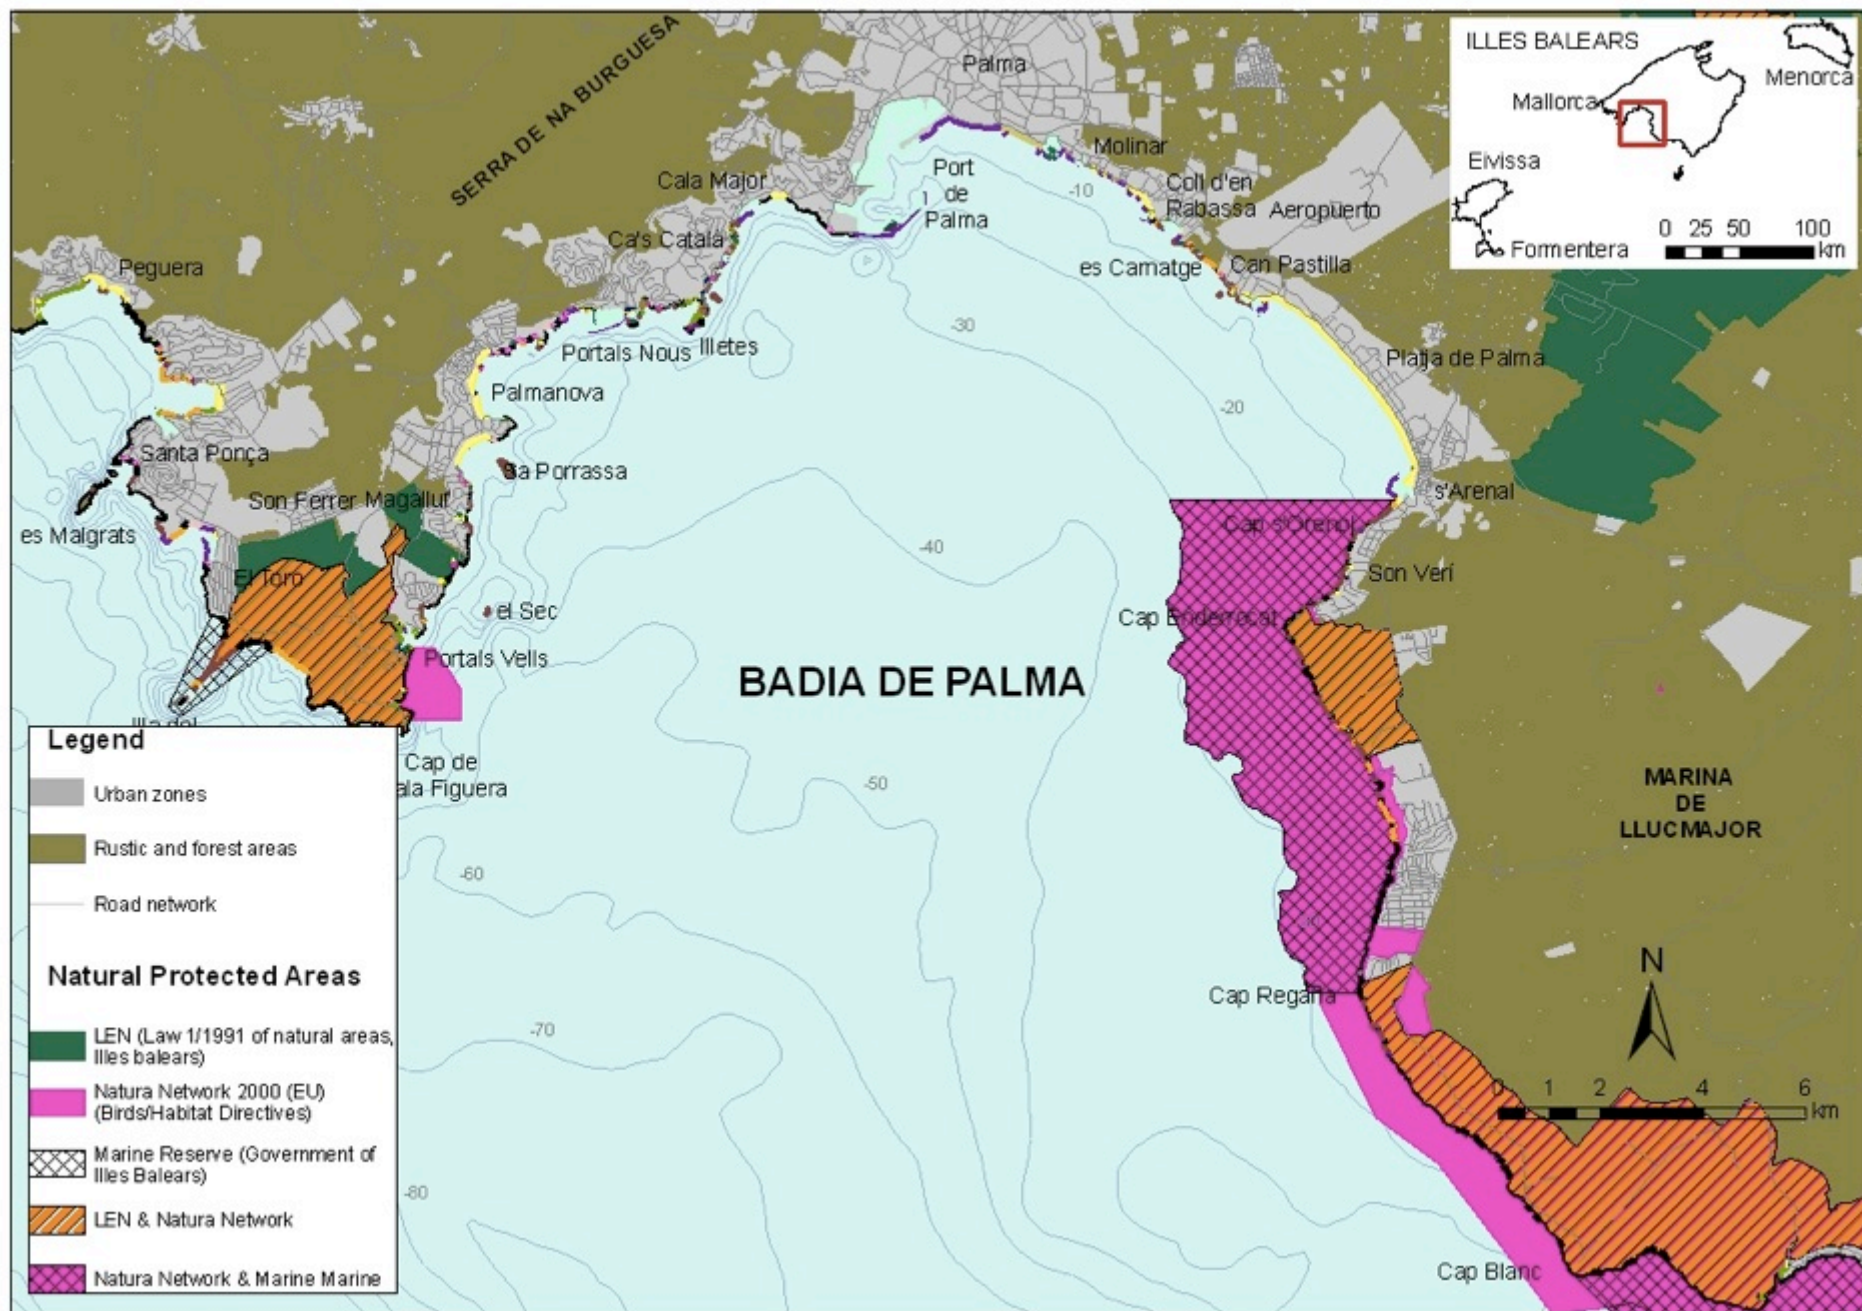 SERRA DE NA BURGUESA
Palma
ILLES BALEARS
Menorca
Mallorca
Eivissa
Formentera
0 25 50 100
km
Molinar
Port
de
Palma
Cala Major
-10
Coll d'en
Rabassa
Aeropuerto
Ca's Catala
es Carnatge
Can Pastilla
Peguera
-30
Portals Nous
Illetes
Platja de Palma
Palmanova
-20
Santa Ponça
Sa Porrassa
Son Ferrer
Magalluf
s'Arenal
es Malgrats
Cap s'Orenol
-40
El Toro
Son Verí
el Sec
Cap Enderrocat
Portals Vells
BADIA DE PALMA
Cap de
ala Figuera
-50
MARINA
DE
LLUCMAJOR
-60
N
Cap Regana
-70
0 1 2 4 6
km
-80
Cap Blanc
Legend
Urban zones
Rustic and forest areas
Road network
Natural Protected Areas
LEN (Law 1/1991 of natural areas,
Illes balears)
Natura Network 2000 (EU)
(Birds/Habitat Directives)
Marine Reserve (Government of
Illes Balears)
LEN & Natura Network
Natura Network & Marine Marine